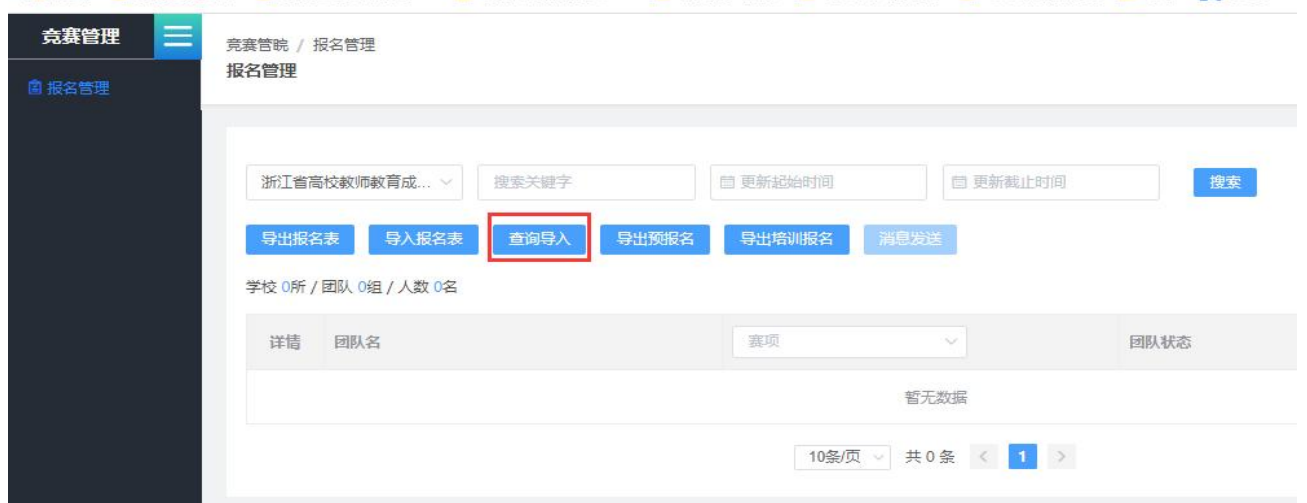 竞赛管理
竞赛管晥 / 报名管理
报名管理
报名管理
浙江省高校教师教育成... 搜索关键字 更新起始时间 更新截止时间 搜索
导出报名表 导入报名表 查询导入 导出预报名 导出培训报名 消息发送
学校 0所 / 团队 0组 / 人数 0名
详情 团队名 赛项 团队状态
暂无数据
10条/页 共 0 条 < 1 >